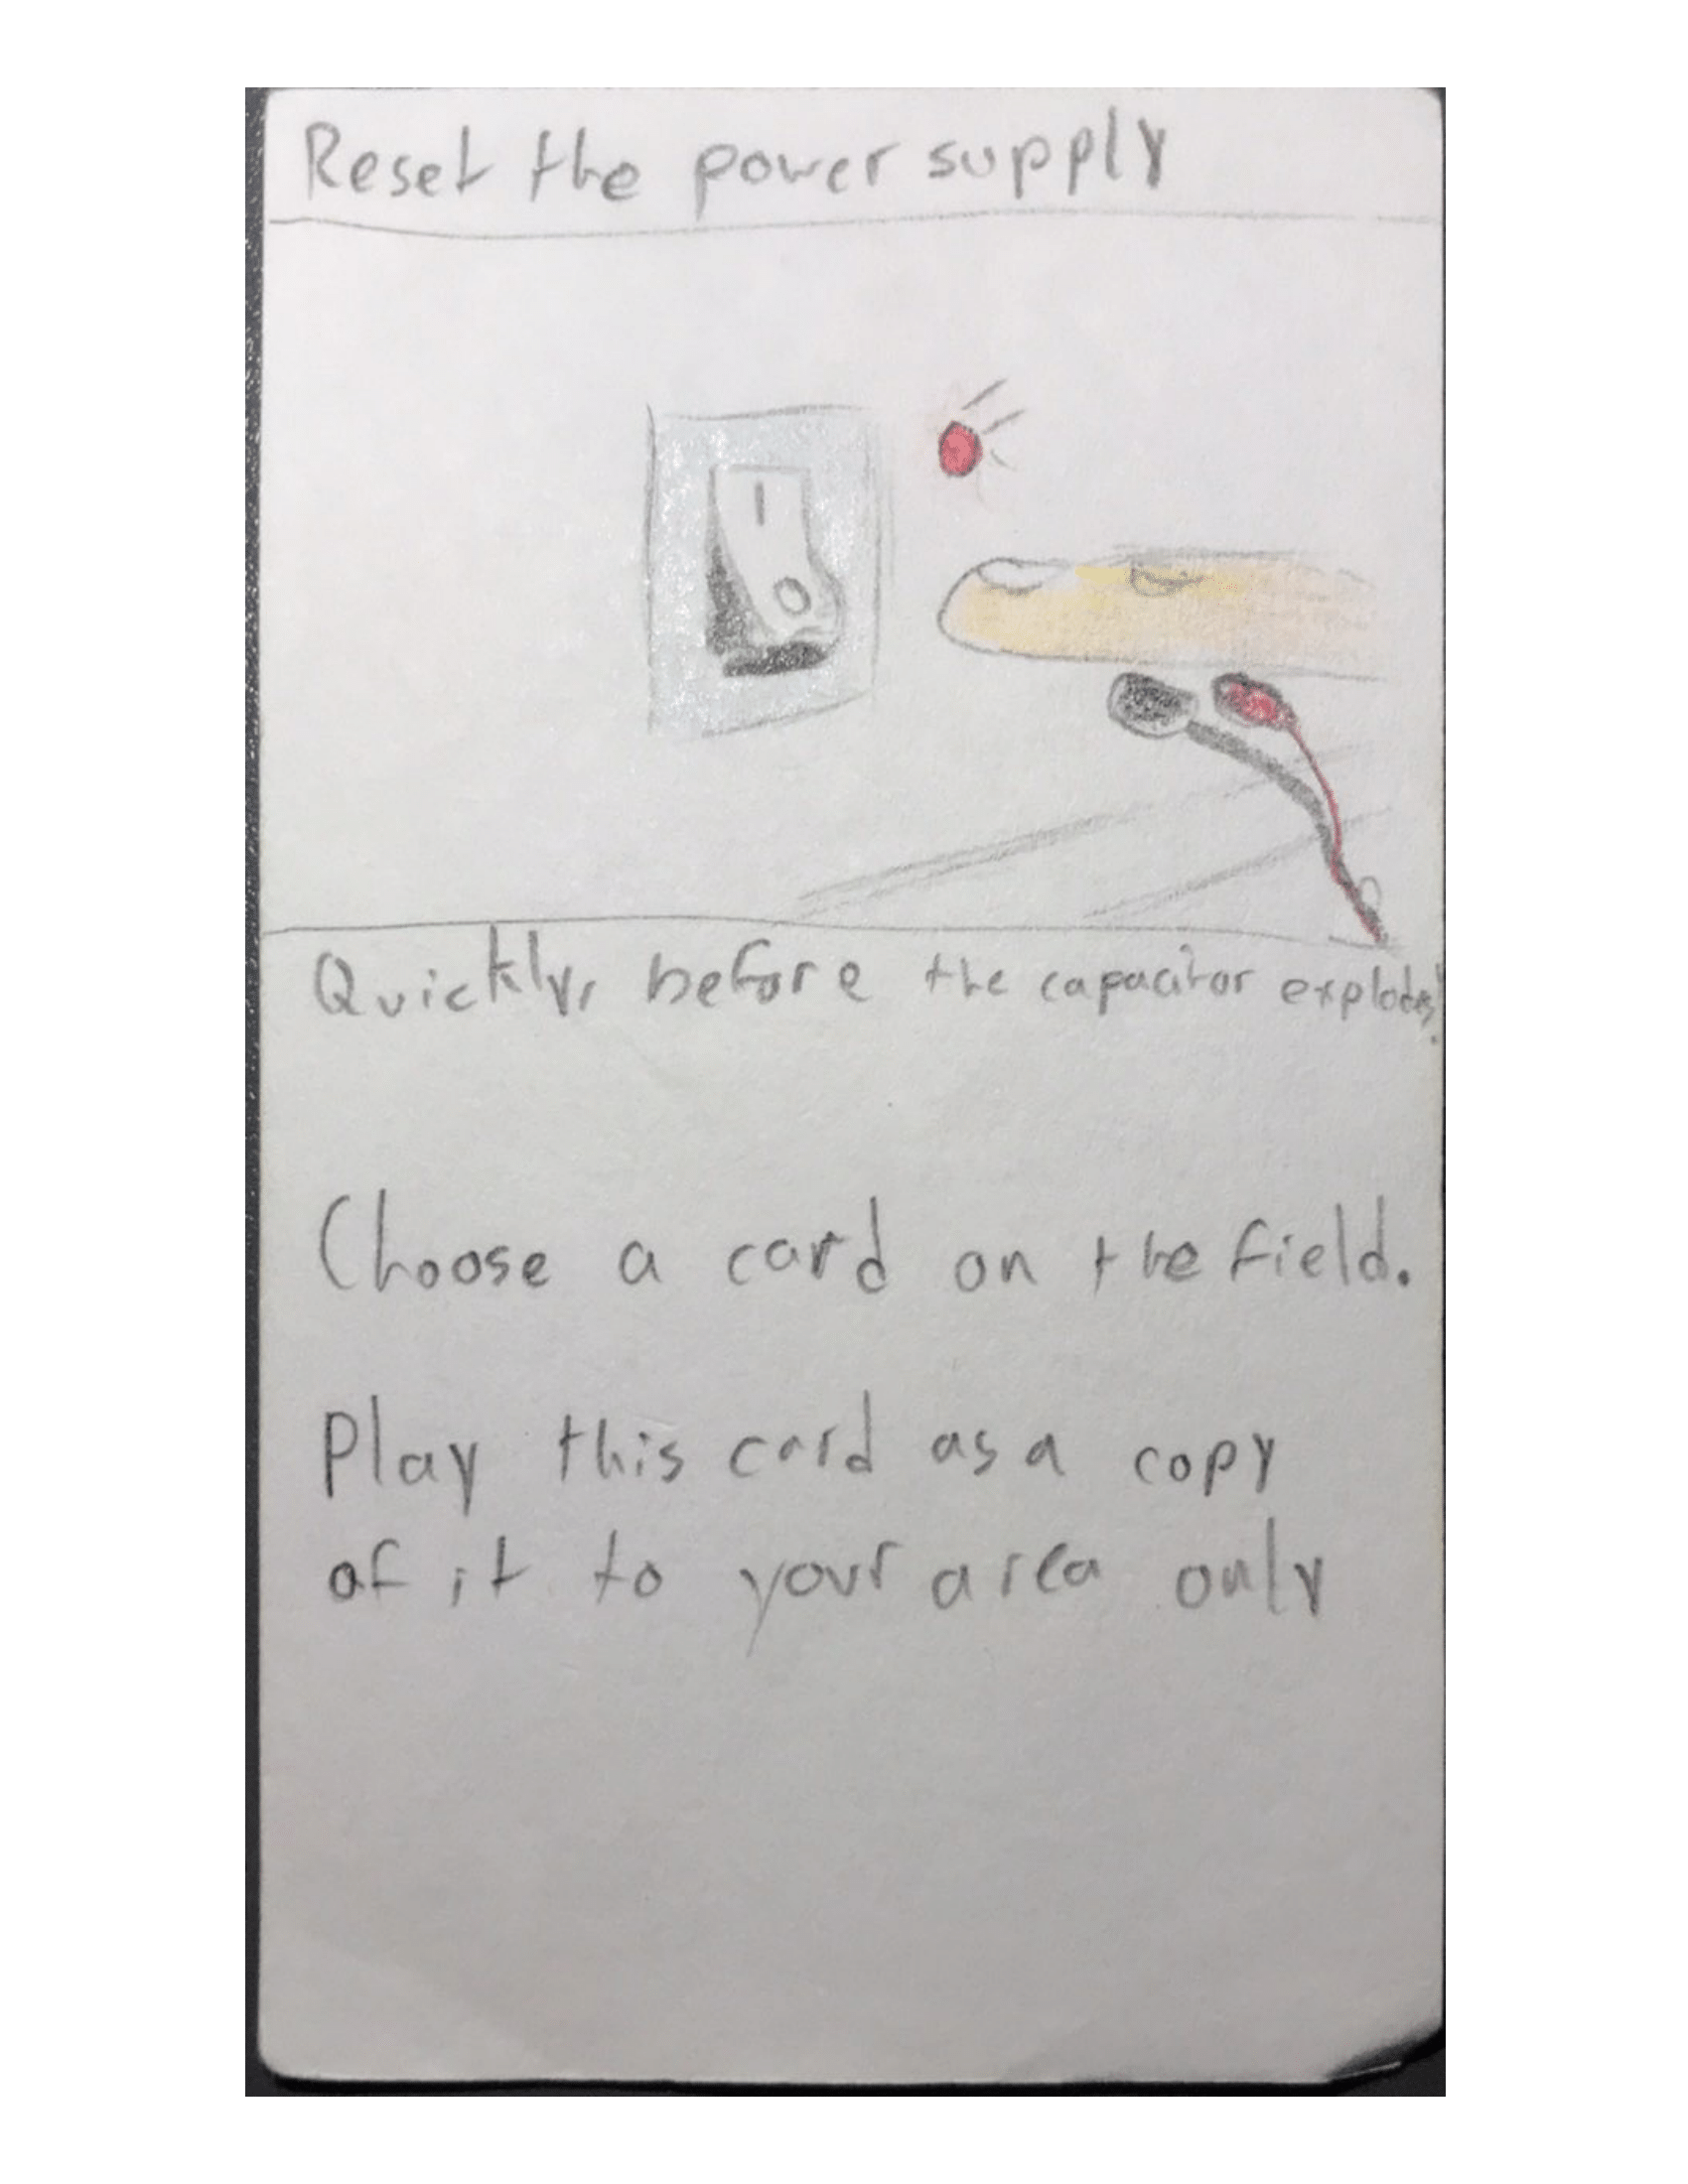 Reset the power supply
I
O
Quickly, before the capacitor explodes!
Choose a card on the field.
Play this card as a copy
of it to your area only